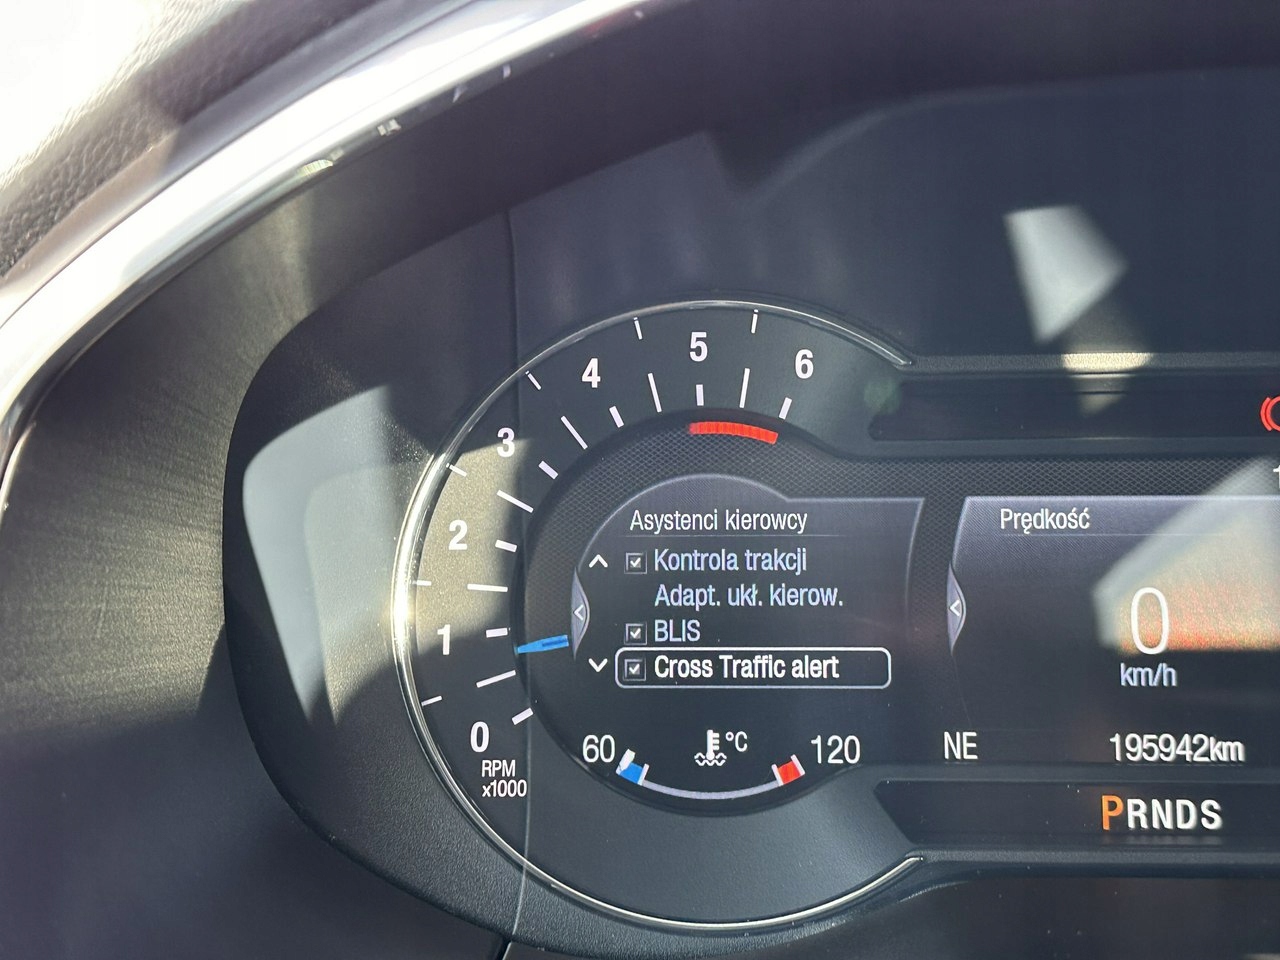 5
4
6
3
Asystenci kierowcy
Prędkość
2
Kontrola trakcji
Adapt. ukł. kierow.
0
BLIS
1
Cross Traffic alert
km/h
0
60
°C
120
NE
195942km
RPM
x1000
PRNDS